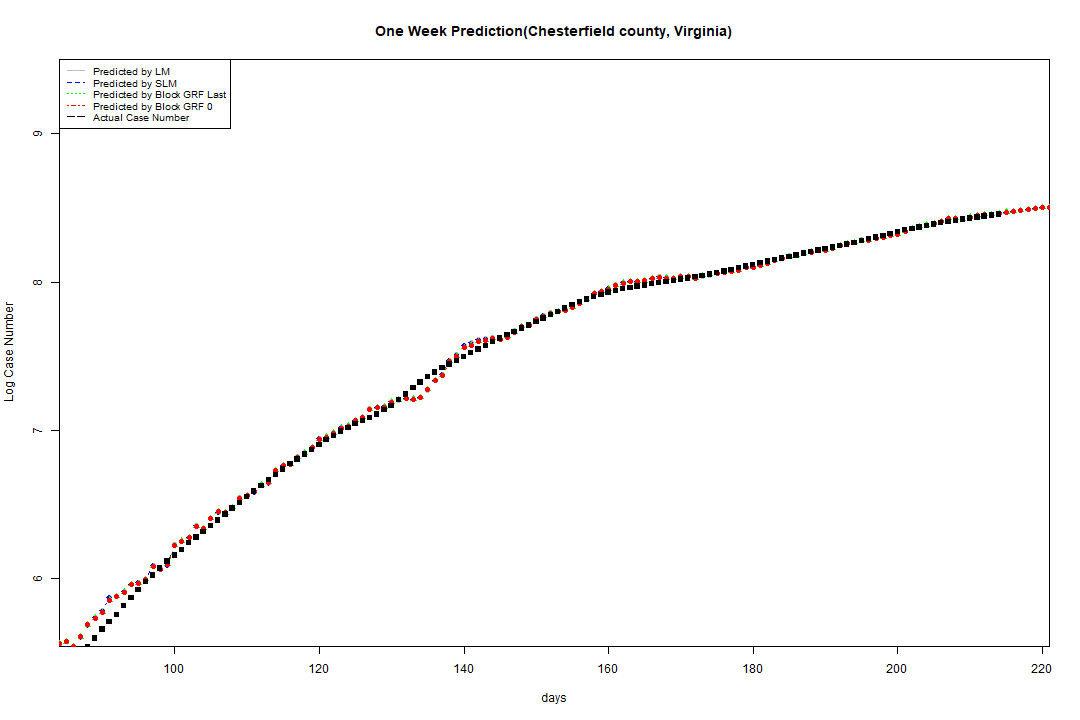 One Week Prediction(Chesterfield county, Virginia)
Predicted by LM
Predicted by SLM
Predicted by Block GRF Last
Predicted by Block GRF 0
Actual Case Number
9
8
7
6
Log Case Number
100 120 140 160 180 200 220
days